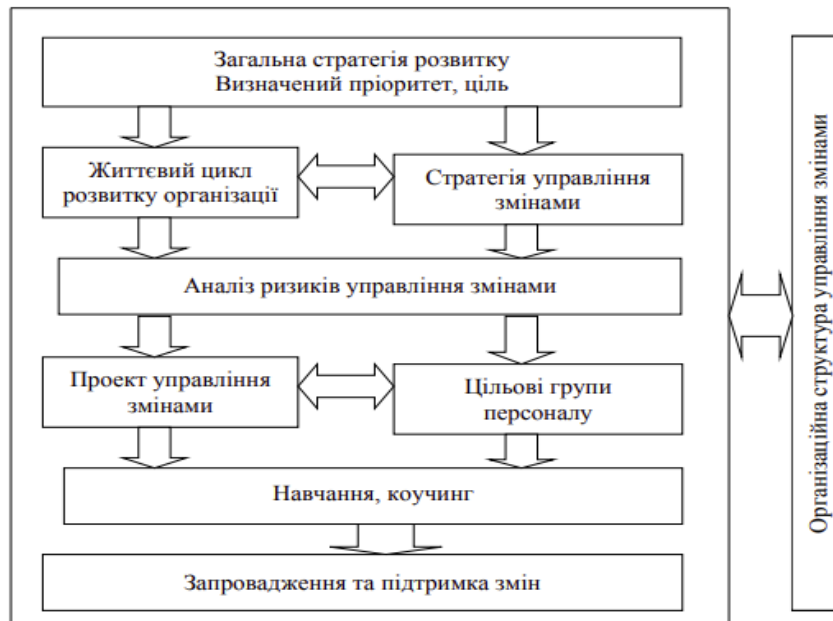 Загальна стратегія розвитку
Визначений пріоритет, ціль
Життєвий цикл
розвитку організації
Стратегія управління
змінами
Аналіз ризиків управління змінами
Проект управління
змінами
Цільові групи
персоналу
Навчання, коучинг
Запровадження та підтримка змін
Організаційна структура управління змінами